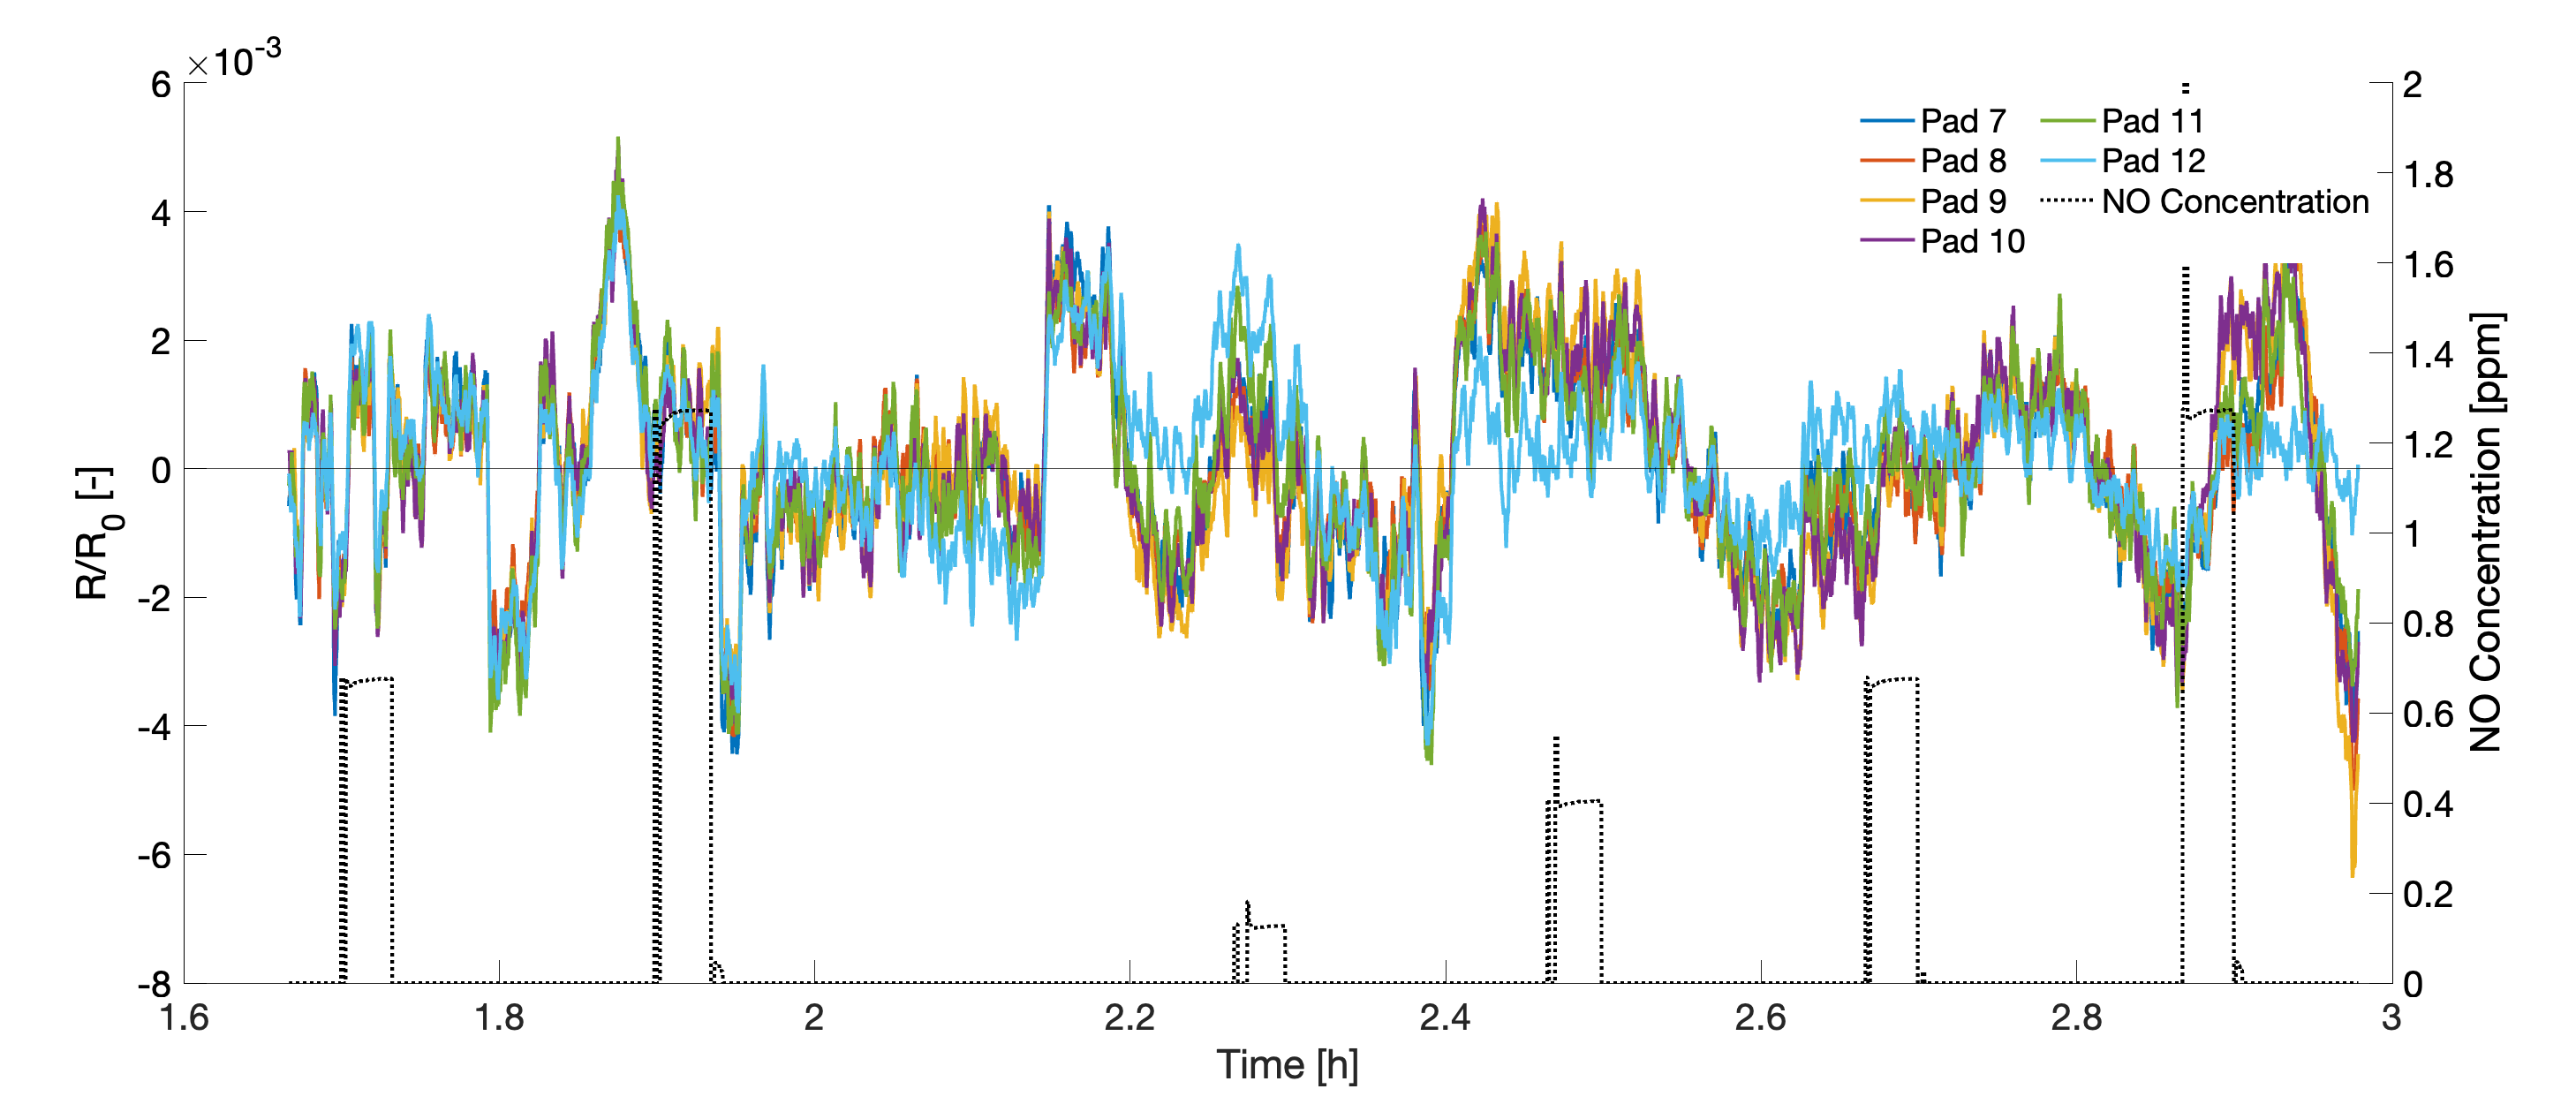 ×10-3
6
4
2
0
-2
-4
-6
-8
R/R0 [-]
Pad 7
Pad 8
Pad 9
Pad 10
Pad 11
Pad 12
NO Concentration
2
1.8
1.6
1.4
1.2
1
0.8
0.6
0.4
0.2
0
NO Concentration [ppm]
1.6 1.8 2 2.2 2.4 2.6 2.8 3
Time [h]